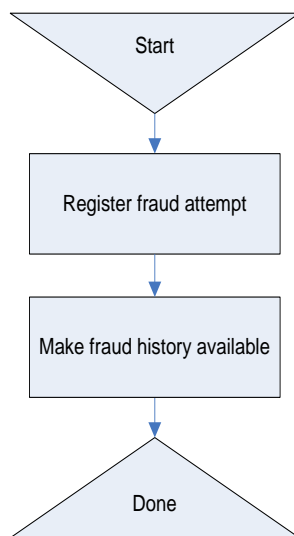 Start
Register fraud attempt
Make fraud history available
Done